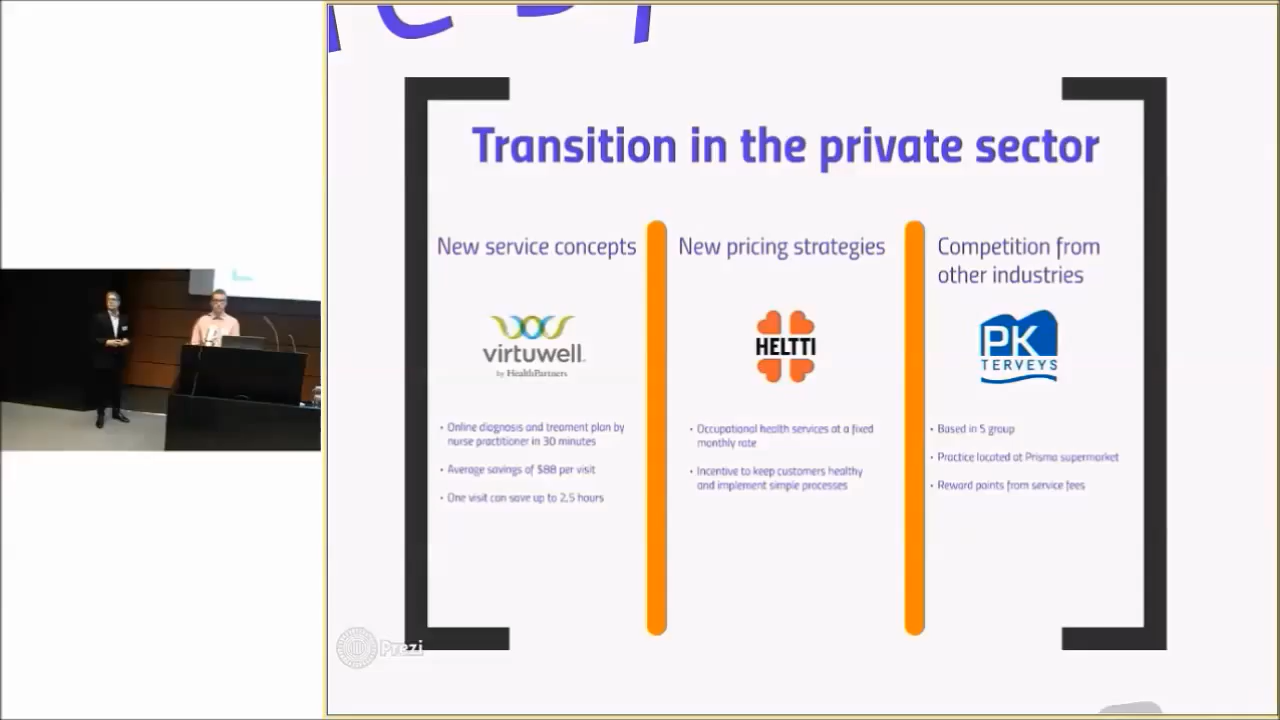 Transition in the private sector
New service concepts
virtuwell
by HealthPartners
• Online diagnosis and treament plan by
nurse practitioner in 30 minutes
• Average savings of $88 per visit
• One visit can save up to 2,5 hours
New pricing strategies
HELTTI
• Occupational health services at a fixed
monthly rate
• Incentive to keep customers healthy
and implement simple processes
Competition from
other industries
PK
TERVEYS
• Based in S group
• Practice located at Prisma supermarket
• Reward points from service fees
Prezi